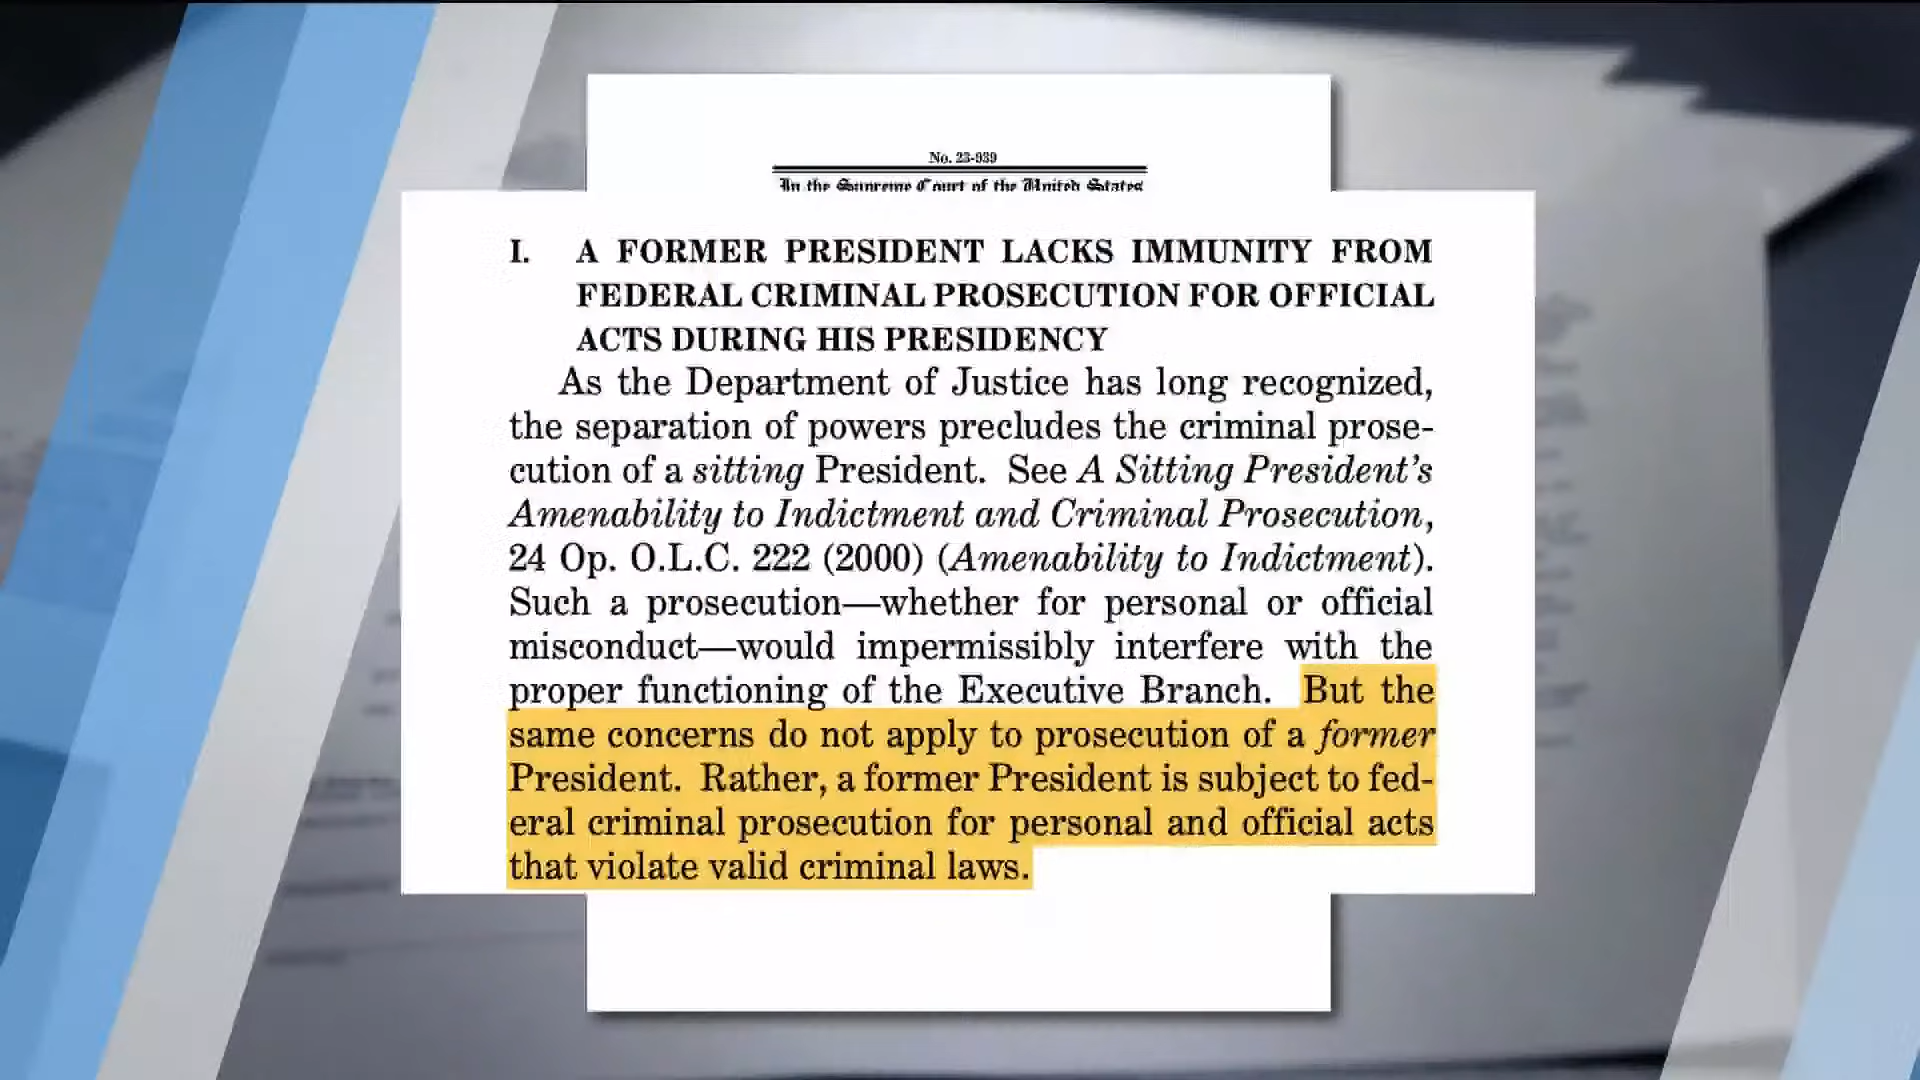 No. 23-939
In the Supreme Court of the United States
I. A FORMER PRESIDENT LACKS IMMUNITY FROM
FEDERAL CRIMINAL PROSECUTION FOR OFFICIAL
ACTS DURING HIS PRESIDENCY
As the Department of Justice has long recognized,
the separation of powers precludes the criminal prose-
cution of a sitting President. See A Sitting President's
Amenability to Indictment and Criminal Prosecution,
24 Op. O.L.C. 222 (2000) (Amenability to Indictment).
Such a prosecution—whether for personal or official
misconduct—would impermissibly interfere with the
proper functioning of the Executive Branch. But the
same concerns do not apply to prosecution of a former
President. Rather, a former President is subject to fed-
eral criminal prosecution for personal and official acts
that violate valid criminal laws.